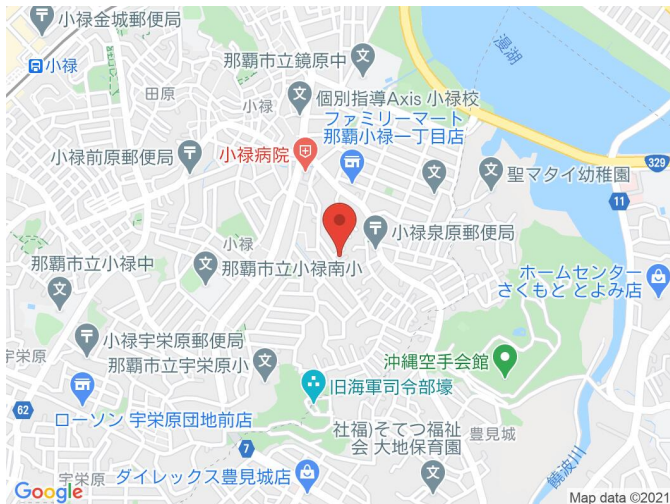 小禄金城郵便局
小禄
那覇市立鏡原中
漫湖
田原
小禄
個別指導Axis 小禄校
ファミリーマート
那覇小禄一丁目店
小禄前原郵便局
小禄病院
329
聖マタイ幼稚園
11
小禄
小禄泉原郵便局
那覇市立小禄中
那覇市立小禄南小
ホームセンター
さくもと とよみ店
宇栄原
小禄宇栄原郵便局
那覇市立宇栄原小
沖縄空手会館
旧海軍司令部壕
62
ローソン 宇栄原団地前店
豊見城
社福)そてつ福祉
会 大地保育園
7
宇栄原
饒波川
ダイレックス豊見城店
Google
Map data ©2021